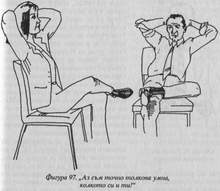 Фигура 97. „Аз съм точно толкова умна,
колкото си и ти!“